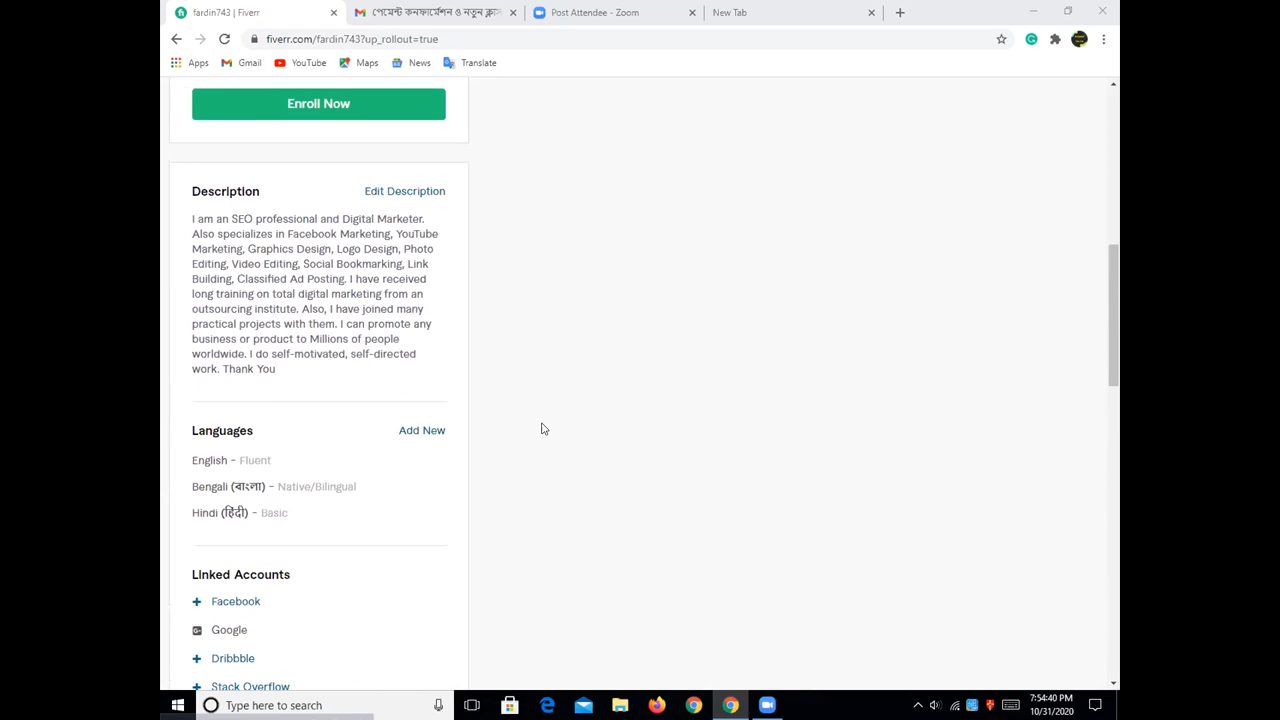 fardin743 | Fiverr
পেমেন্ট কনফার্মেশন ও নতুন ক্লাসে
Post Attendee - Zoom
New Tab
fiverr.com/fardin743?up_rollout=true
Apps
Gmail
YouTube
Maps
News
Translate
Enroll Now
Description
Edit Description
I am an SEO professional and Digital Marketer.
Also specializes in Facebook Marketing, YouTube
Marketing, Graphics Design, Logo Design, Photo
Editing, Video Editing, Social Bookmarking, Link
Building, Classified Ad Posting. I have received
long training on total digital marketing from an
outsourcing institute. Also, I have joined many
practical projects with them. I can promote any
business or product to Millions of people
worldwide. I do self-motivated, self-directed
work. Thank You
Languages
Add New
English - Fluent
Bengali (বাংলা) - Native/Bilingual
Hindi (हिंदी) - Basic
Linked Accounts
Facebook
Google
Dribbble
Stack Overflow
Type here to search
7:54:40 PM
10/31/2020